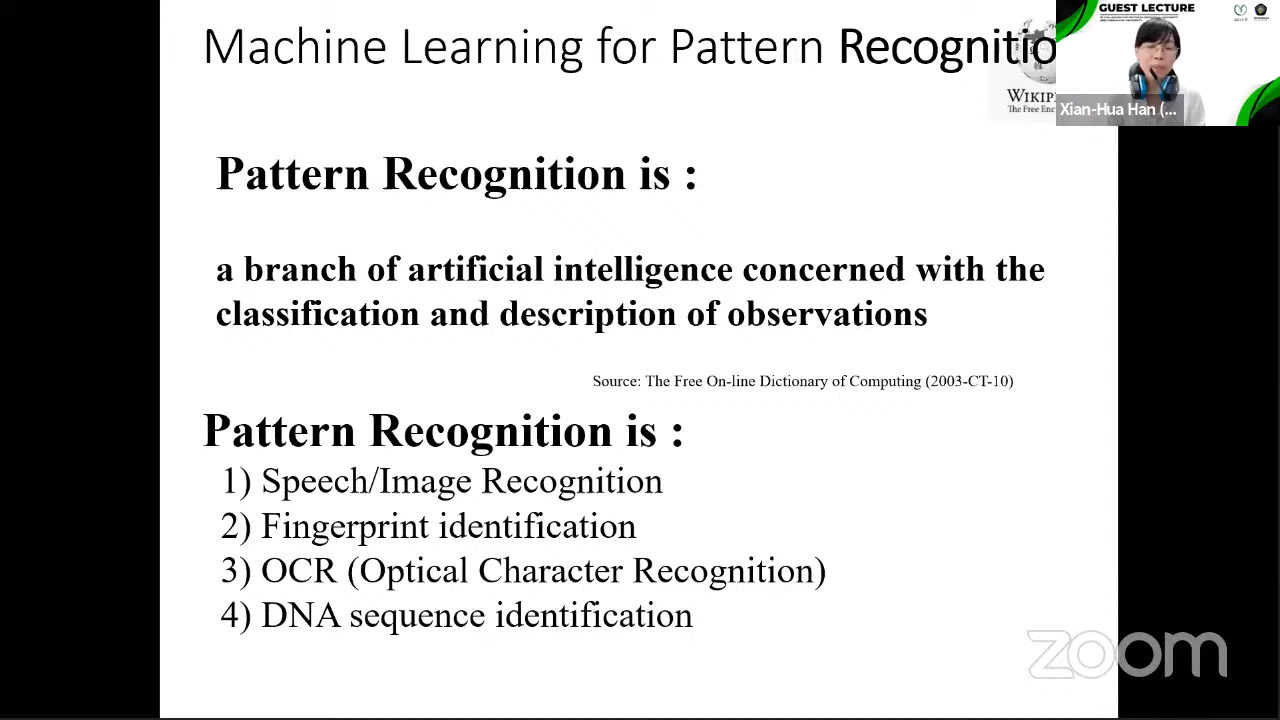 Machine Learning for Pattern Recognitio
WIKIP
The Free Enc
GUEST LECTURE
Xian-Hua Han (...
Pattern Recognition is :
a branch of artificial intelligence concerned with the
classification and description of observations
Source: The Free On-line Dictionary of Computing (2003-CT-10)
Pattern Recognition is :
1) Speech/Image Recognition
2) Fingerprint identification
3) OCR (Optical Character Recognition)
4) DNA sequence identification
zoom